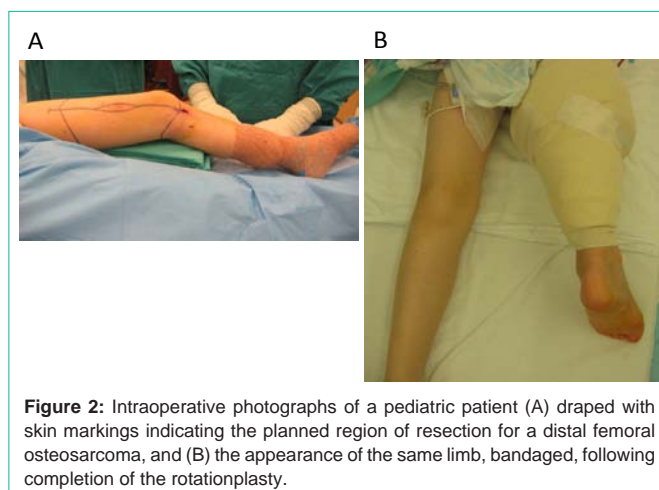 A
B
Figure 2: Intraoperative photographs of a pediatric patient (A) draped with
skin markings indicating the planned region of resection for a distal femoral
osteosarcoma, and (B) the appearance of the same limb, bandaged, following
completion of the rotationplasty.